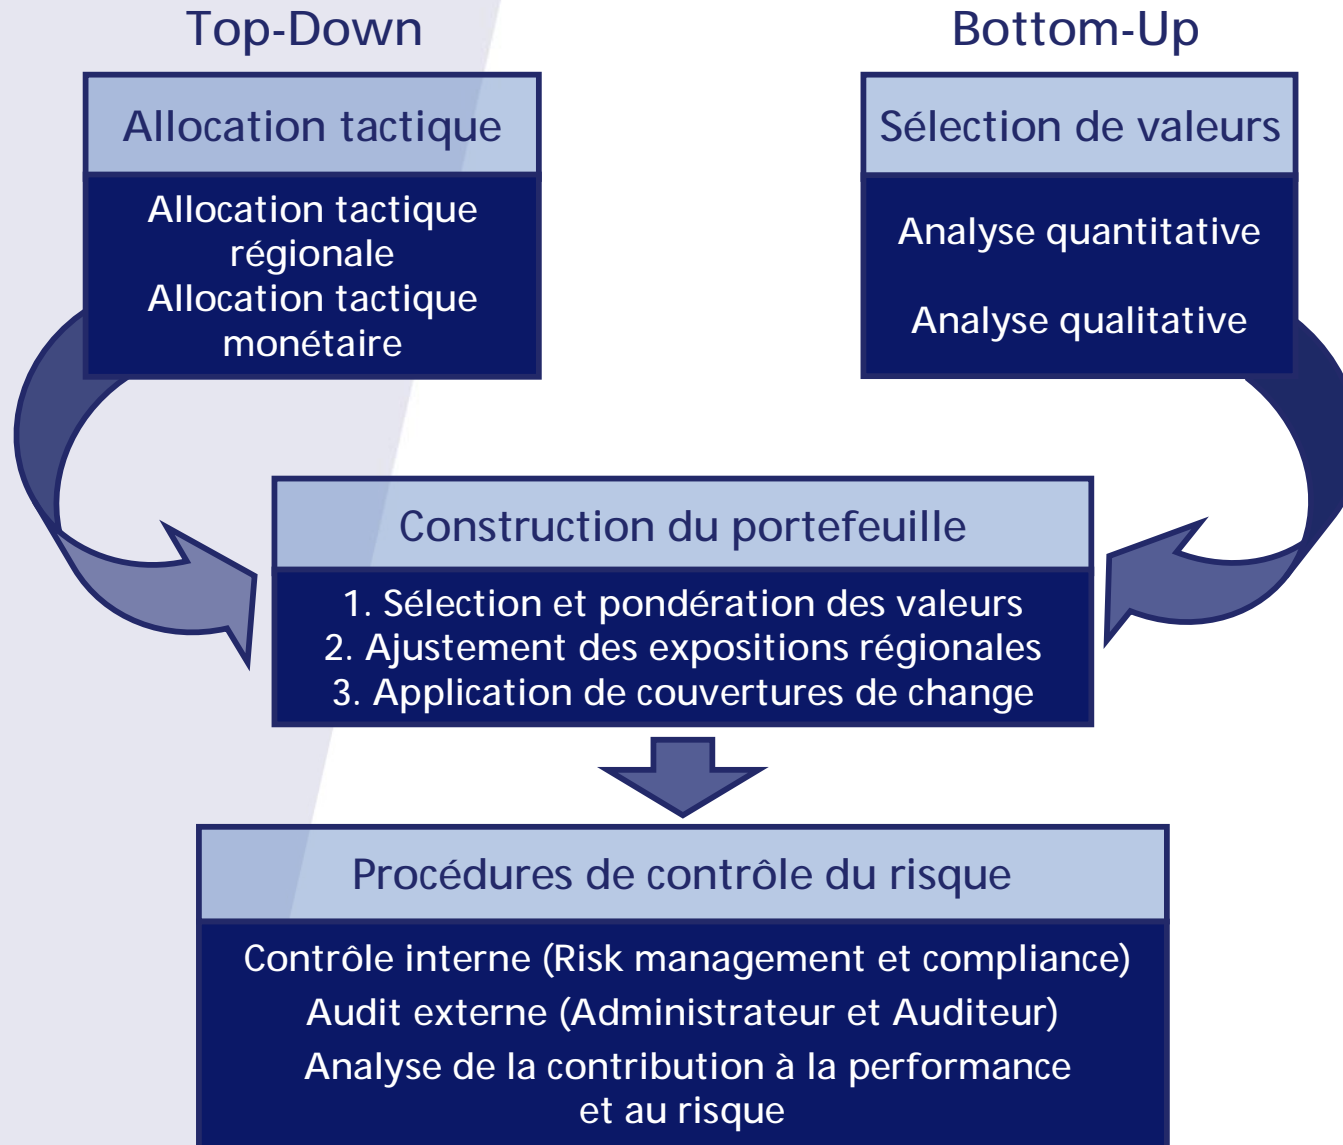 Top-Down
Allocation tactique
Allocation tactique
régionale
Allocation tactique
monétaire
Bottom-Up
Sélection de valeurs
Analyse quantitative
Analyse qualitative
Construction du portefeuille
1. Sélection et pondération des valeurs
2. Ajustement des expositions régionales
3. Application de couvertures de change
Procédures de contrôle du risque
Contrôle interne (Risk management et compliance)
Audit externe (Administrateur et Auditeur)
Analyse de la contribution à la performance
et au risque